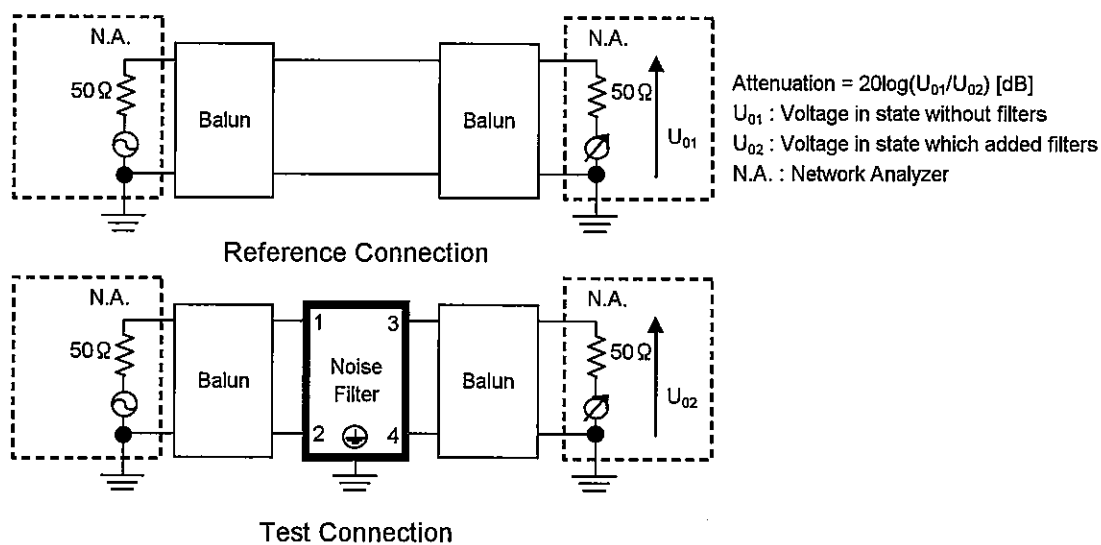 N.A.
50Ω
Balun
Balun
N.A.
50Ω
U01
Attenuation = 20log(U01/U02) [dB]
U01 : Voltage in state without filters
U02 : Voltage in state which added filters
N.A. : Network Analyzer
Reference Connection
N.A.
50Ω
Balun
1 3
Noise
Filter
2 4
Balun
N.A.
50Ω
U02
Test Connection